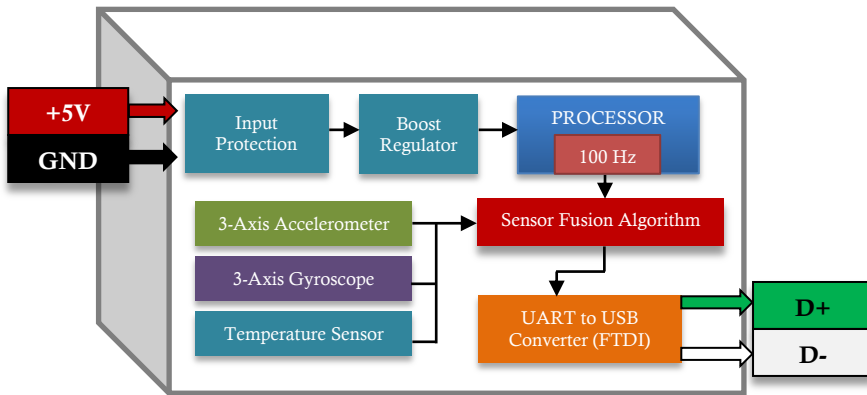 +5V
GND
Input
Protection
Boost
Regulator
PROCESSOR
100 Hz
3-Axis Accelerometer
Sensor Fusion Algorithm
3-Axis Gyroscope
Temperature Sensor
UART to USB
Converter (FTDI)
D+
D-